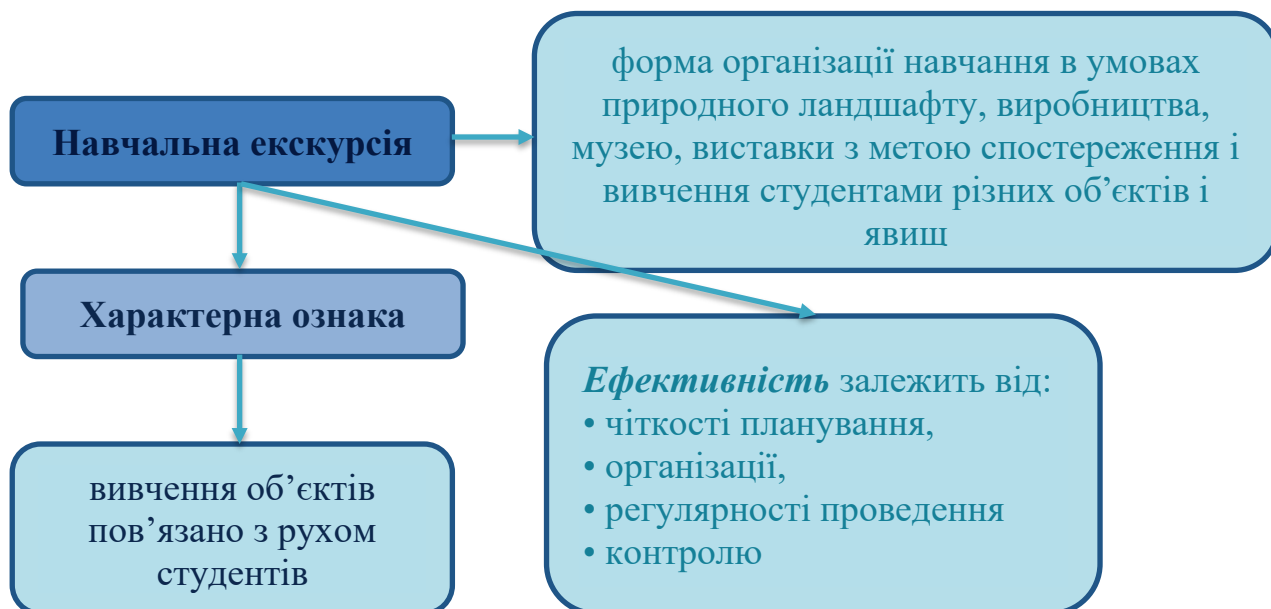 Навчальна екскурсія
форма організації навчання в умовах
природного ландшафту, виробництва,
музею, виставки з метою спостереження і
вивчення студентами різних об’єктів і
явищ
Характерна ознака
вивчення об’єктів
пов’язано з рухом
студентів
Ефективність залежить від:
• чіткості планування,
• організації,
• регулярності проведення
• контролю